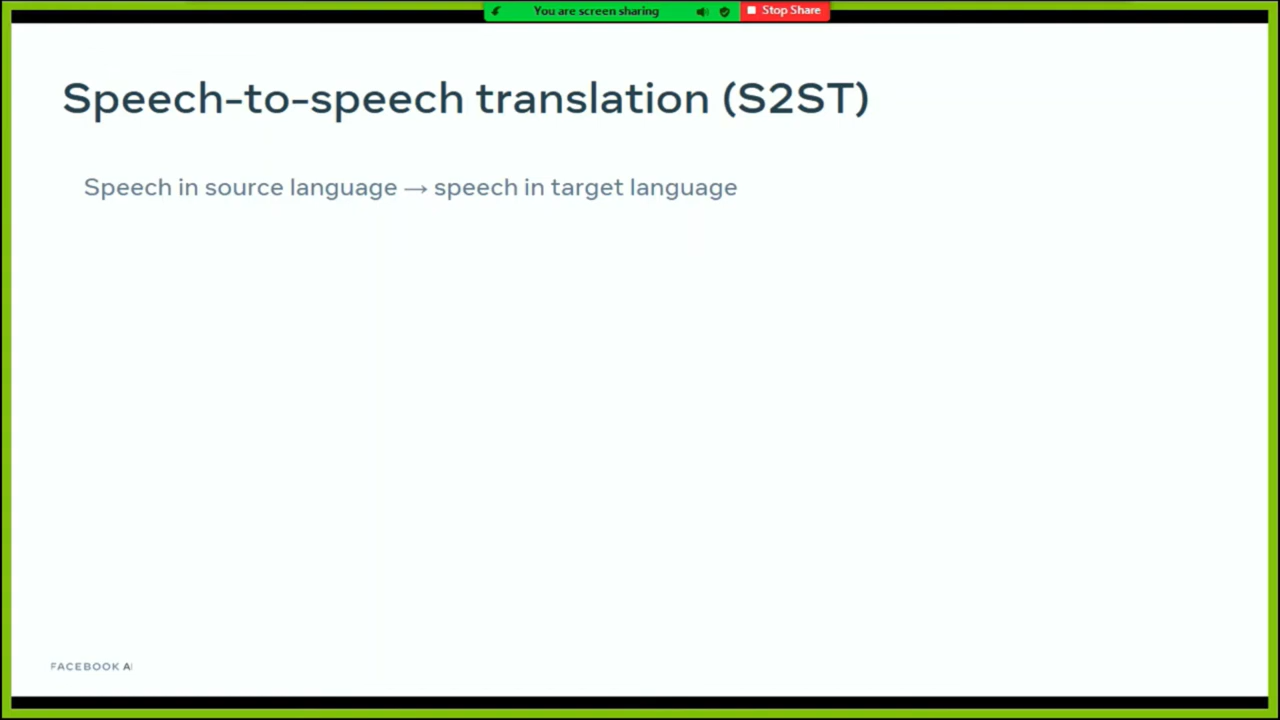 You are screen sharing
Stop Share
Speech-to-speech translation (S2ST)
Speech in source language → speech in target language
FACEBOOK AI